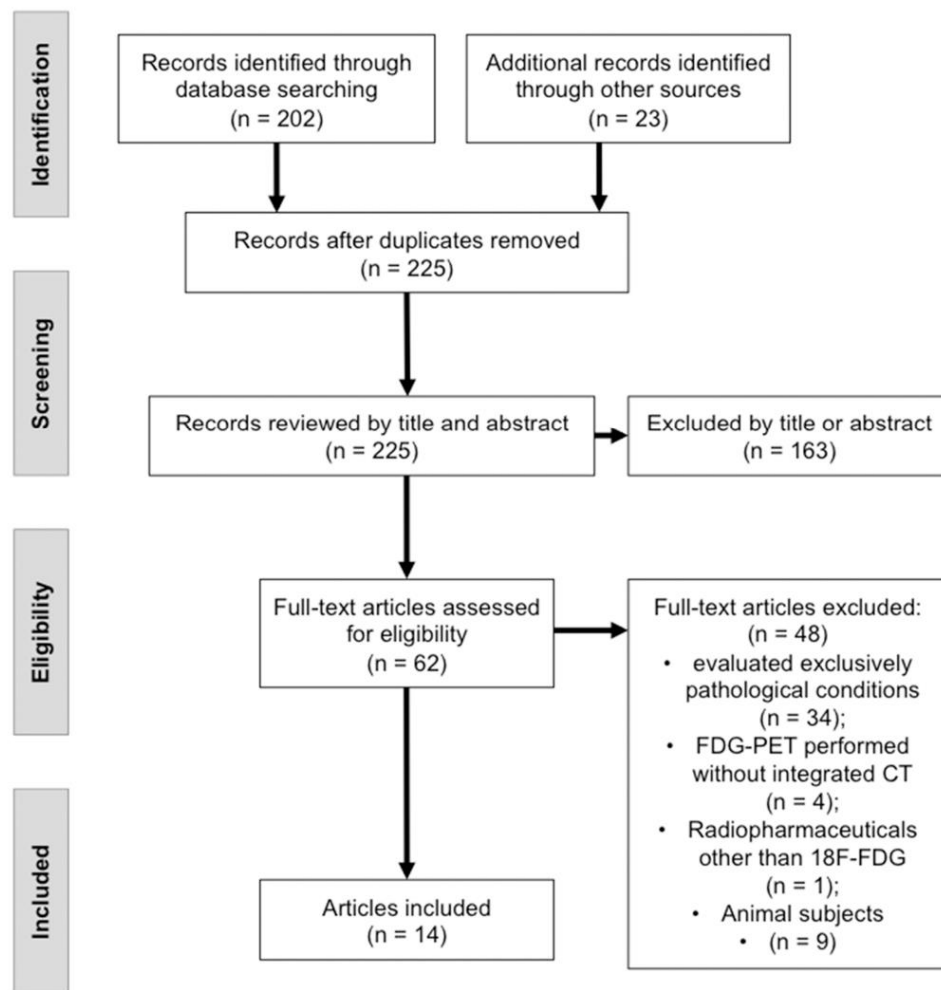 Identification
Records identified through
database searching
(n = 202)
Additional records identified
through other sources
(n = 23)
Records after duplicates removed
(n = 225)
Screening
Records reviewed by title and abstract
(n = 225)
Excluded by title or abstract
(n = 163)
Eligibility
Full-text articles assessed
for eligibility
(n = 62)
Full-text articles excluded:
(n = 48)
• evaluated exclusively
pathological conditions
(n = 34);
• FDG-PET performed
without integrated CT
(n = 4);
• Radiopharmaceuticals
other than 18F-FDG
(n = 1);
• Animal subjects
• (n = 9)
Included
Articles included
(n = 14)